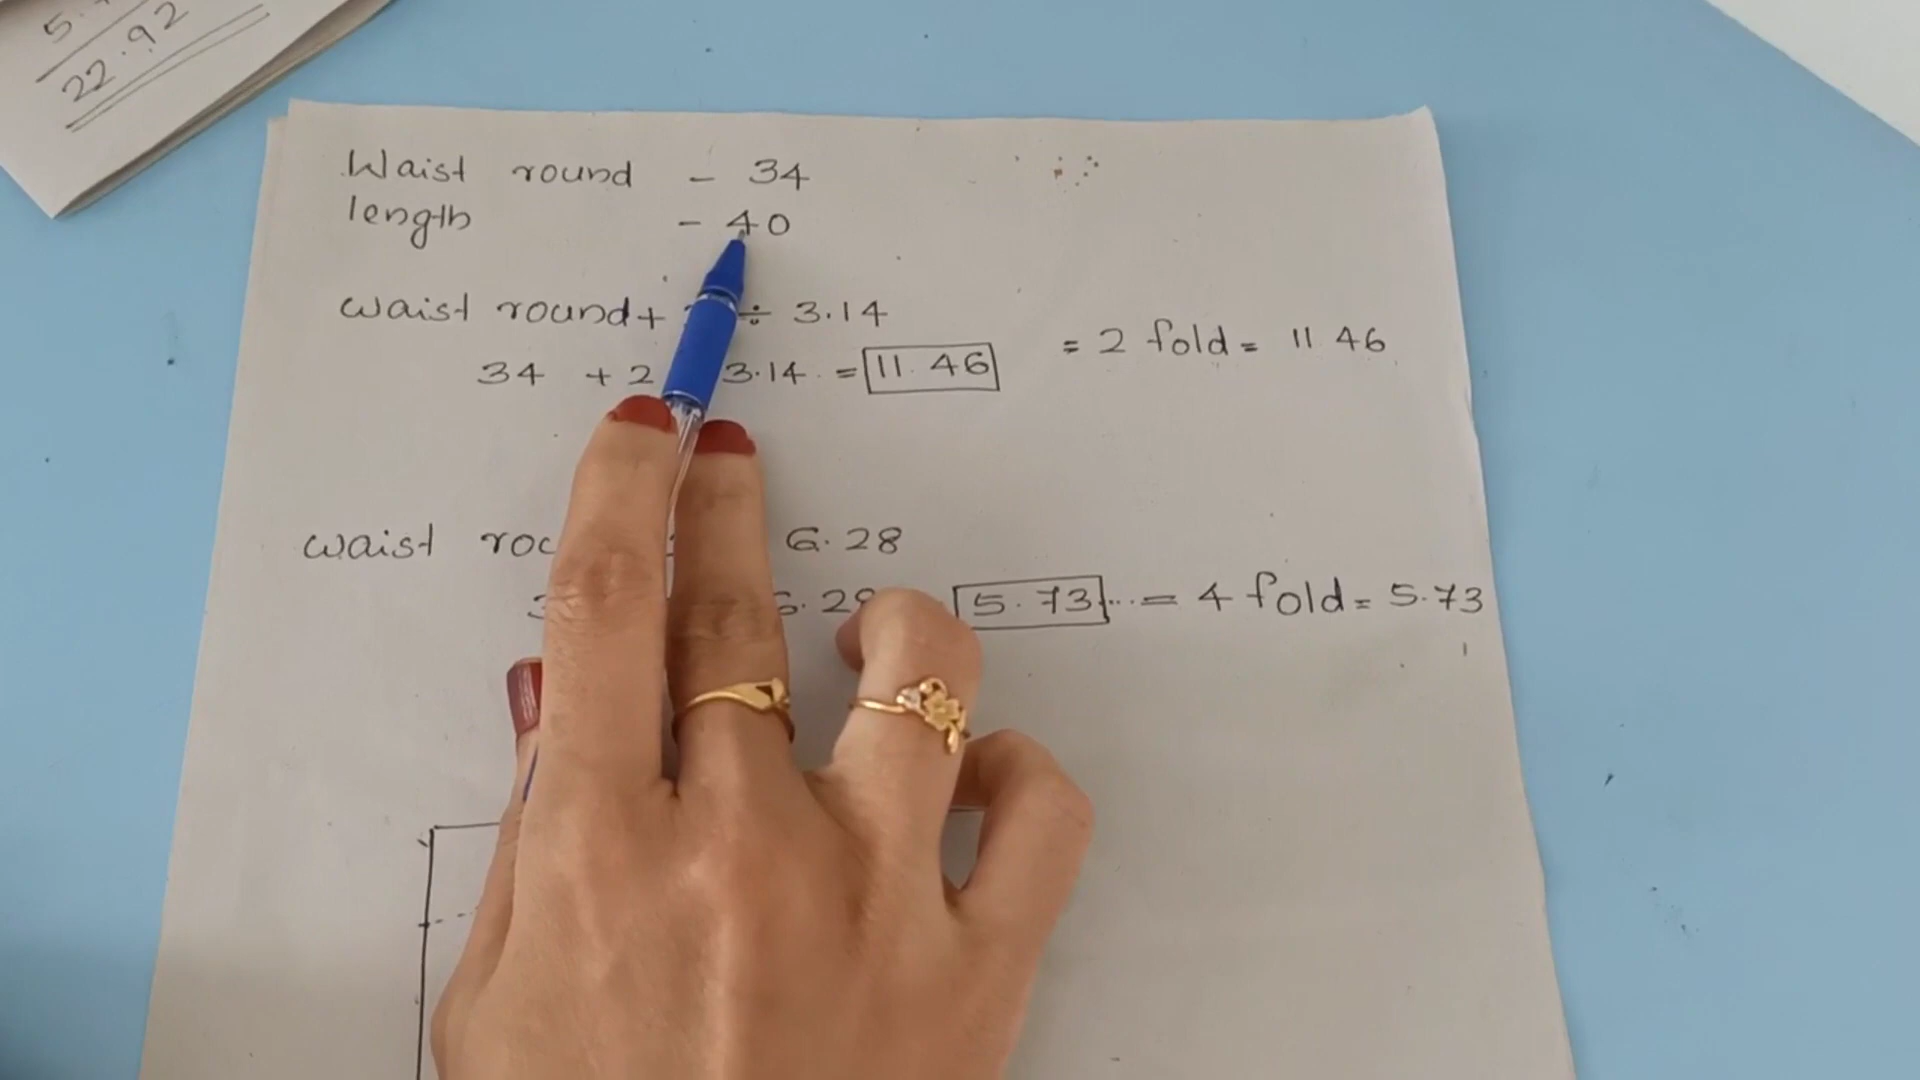 22.92
Waist round - 34
length - 40
waist round + ÷ 3.14
34 + 2 3.14 = 11.46 = 2 fold = 11 46
waist 6.28
5.73 = 4 fold = 5.73